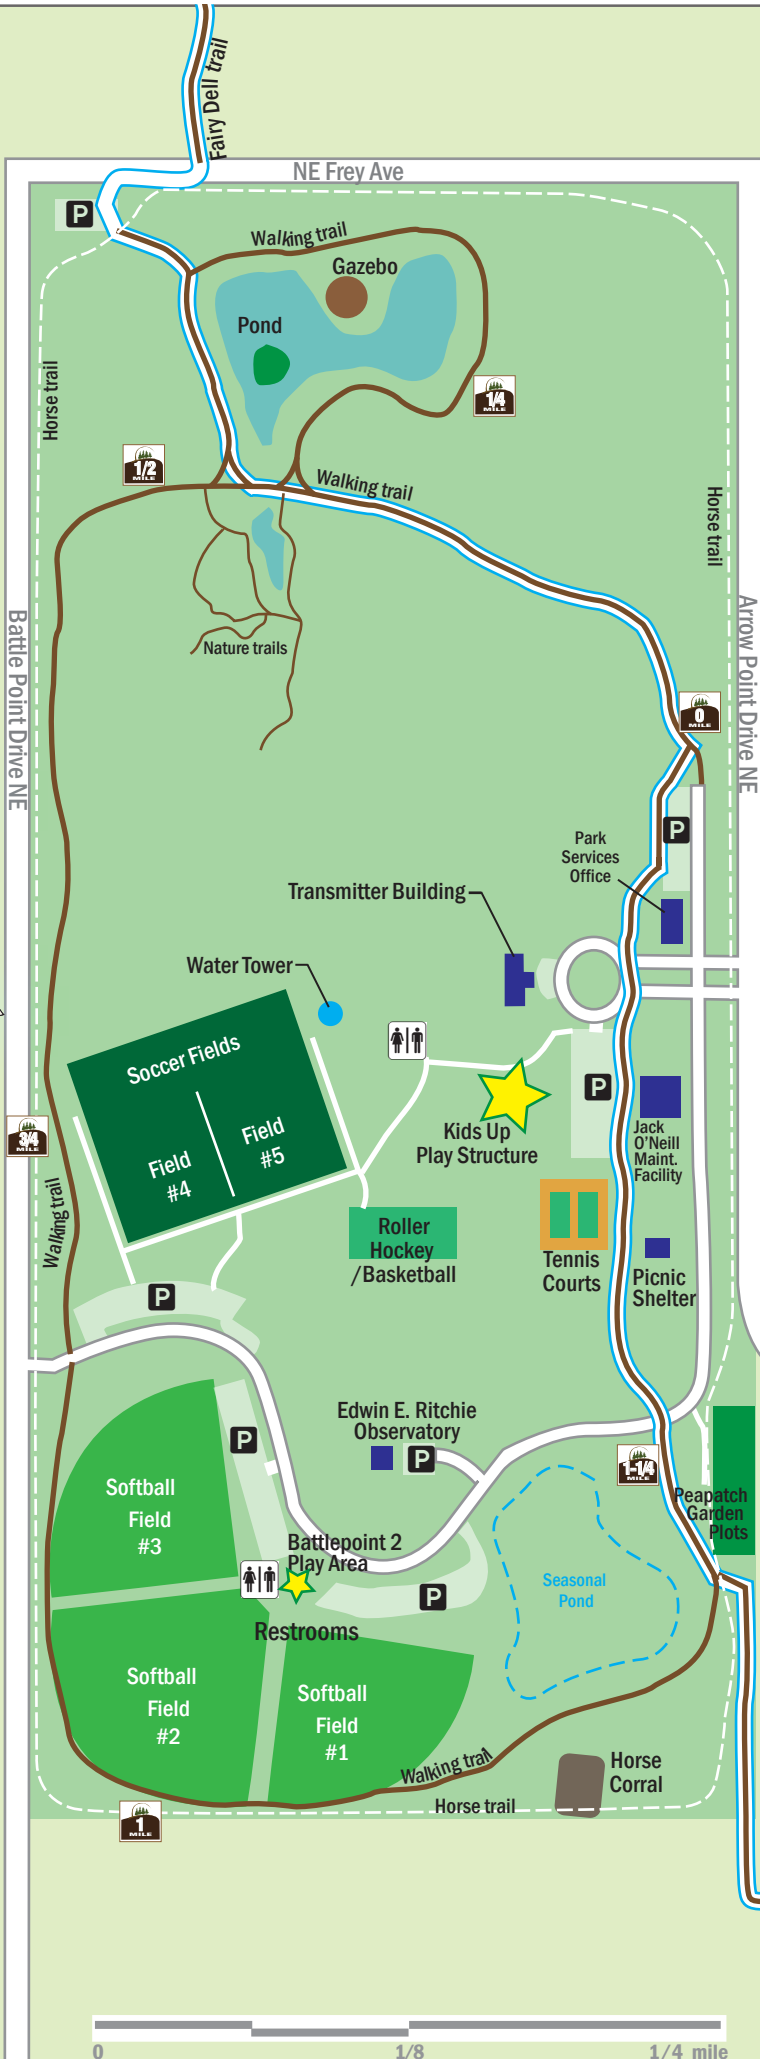 Fairy Dell trail
NE Frey Ave
P
Walking trail
Gazebo
Pond
Horse trail
1/4
MILE
1/2
MILE
Walking trail
Horse trail
Nature trails
Battle Point Drive NE
Arrow Point Drive NE
0
MILE
P
Park
Services
Office
Transmitter Building
Water Tower
Soccer Fields
Field
#4
Field
#5
P
Kids Up
Play Structure
Jack
O'Neill
Maint.
Facility
3/4
MILE
Walking trail
Roller
Hockey
/Basketball
Tennis
Courts
Picnic
Shelter
P
Edwin E. Ritchie
Observatory
P
P
1-1/4
MILE
Peapatch
Garden
Plots
Softball
Field
#3
Battlepoint 2
Play Area
P
Restrooms
Seasonal
Pond
Softball
Field
#2
Softball
Field
#1
Walking trail
Horse
Corral
Horse trail
1
MILE
0
1/8
1/4 mile